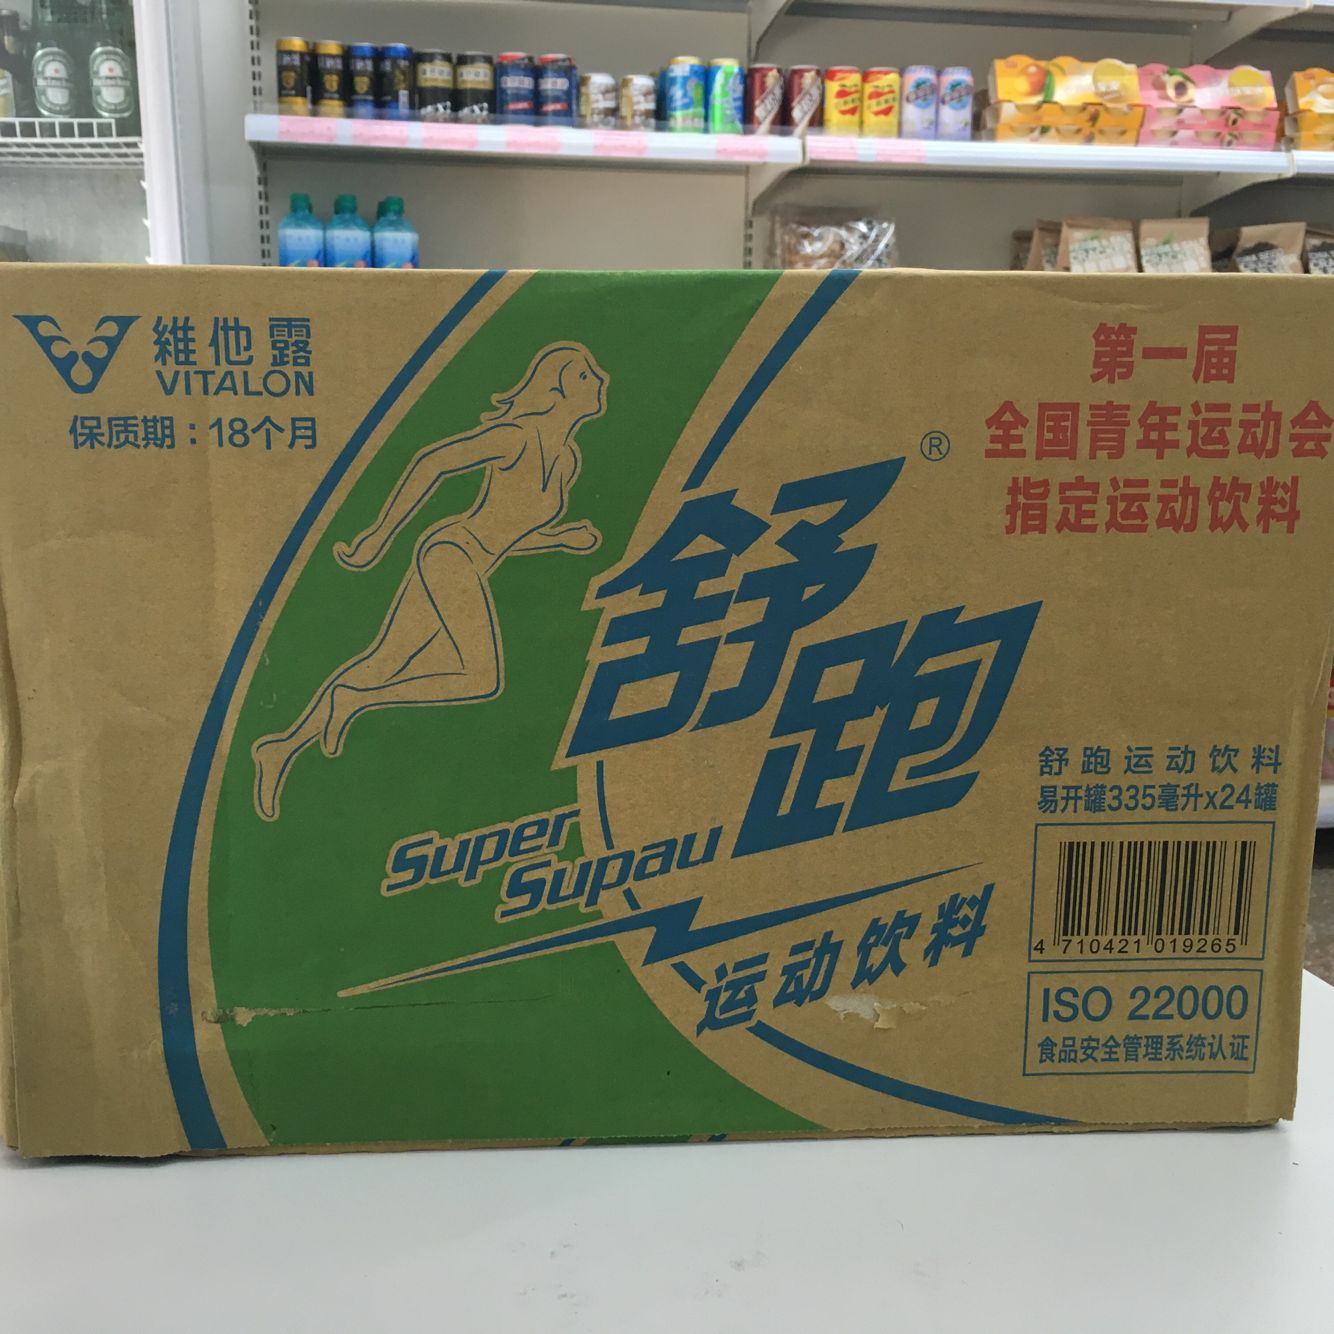 維他露
VITALON
保质期：18个月
第一届
全国青年运动会
指定运动饮料
®
舒跑
Super
Supau
运动饮料
舒跑运动饮料
易开罐335毫升x24罐
4 710421 019265
ISO 22000
食品安全管理系统认证